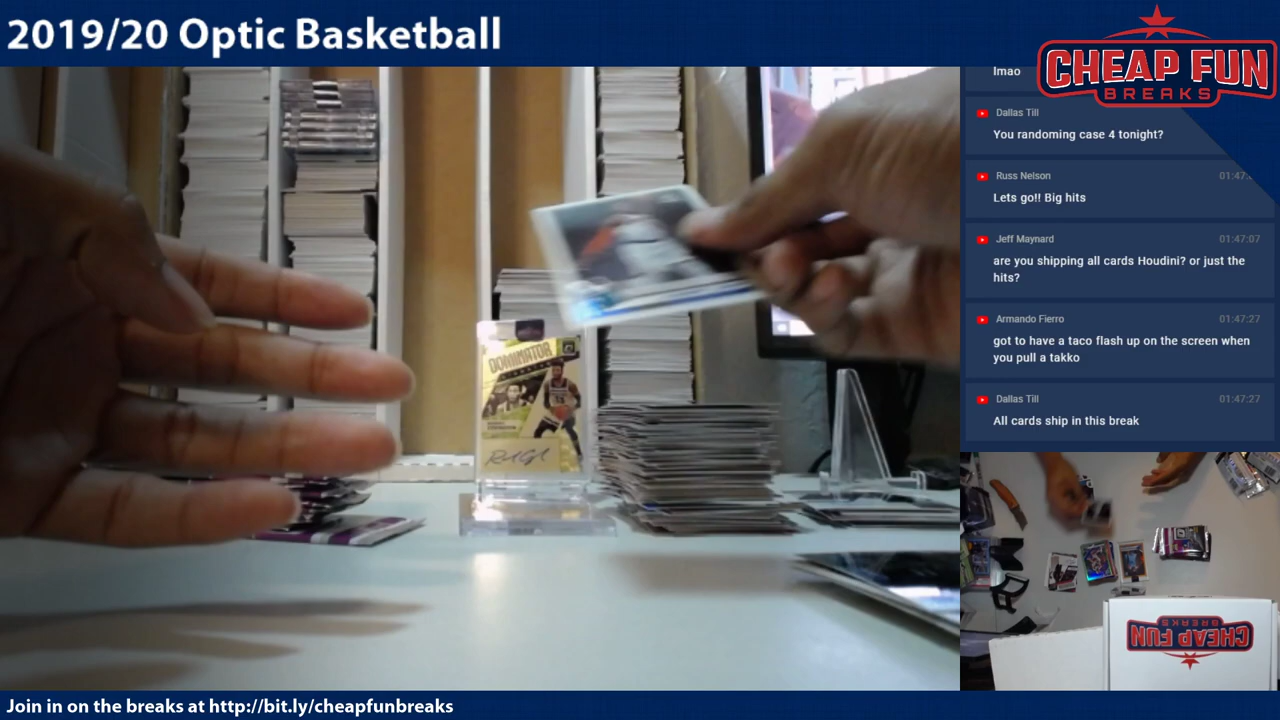 2019/20 Optic Basketball
CHEAP FUN
BREAKS
lmao
Dallas Till
You randoming case 4 tonight?
Russ Nelson
Lets go!! Big hits
Jeff Maynard 01:47:07
are you shipping all cards Houdini? or just the
hits?
Armando Fierro 01:47:27
got to have a taco flash up on the screen when
you pull a takko
Dallas Till 01:47:27
All cards ship in this break
DOMINATOR
CHEAP FUN
BREAKS
Join in on the breaks at http://bit.ly/cheapfunbreaks